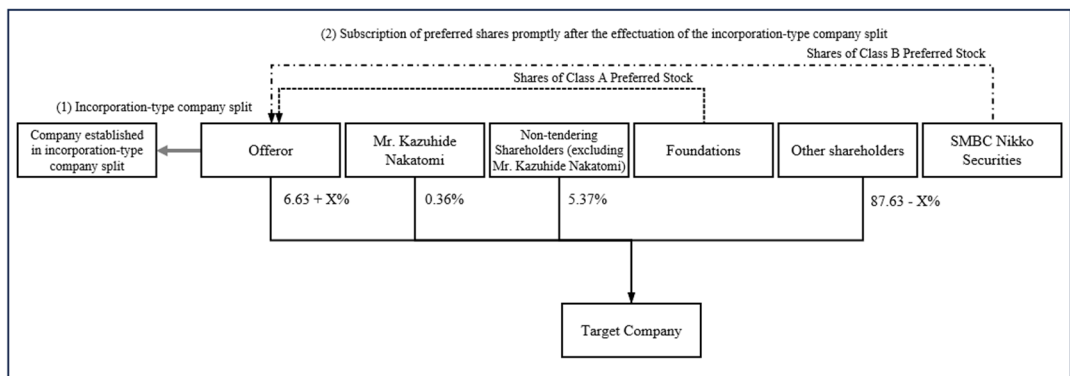 (2) Subscription of preferred shares promptly after the effectuation of the incorporation-type company split
Shares of Class B Preferred Stock
Shares of Class A Preferred Stock
(1) Incorporation-type company split
Company established
in incorporation-type
company split
Offeror
Mr. Kazuhide
Nakatomi
Non-tendering
Shareholders (excluding
Mr. Kazuhide Nakatomi)
Foundations
Other shareholders
SMBC Nikko
Securities
6.63 + X%
0.36%
5.37%
87.63 - X%
Target Company